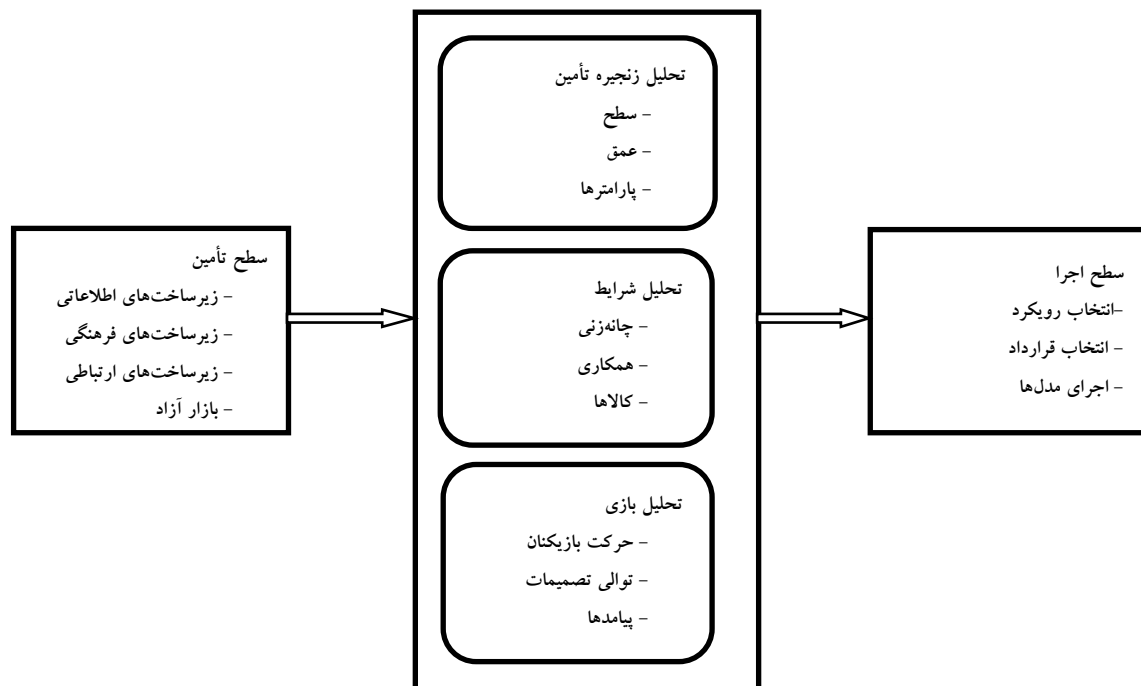 سطح تأمین
- زیرساخت‌های اطلاعاتی
- زیرساخت‌های فرهنگی
- زیرساخت‌های ارتباطی
- بازار آزاد
تحلیل زنجیره تأمین
- سطح
- عمق
- پارامترها
تحلیل شرایط
- چانه‌زنی
- همکاری
- کالاها
تحلیل بازی
- حرکت بازیکنان
- توالی تصمیمات
- پیامدها
سطح اجرا
-انتخاب رویکرد
- انتخاب قرارداد
- اجرای مدل‌ها